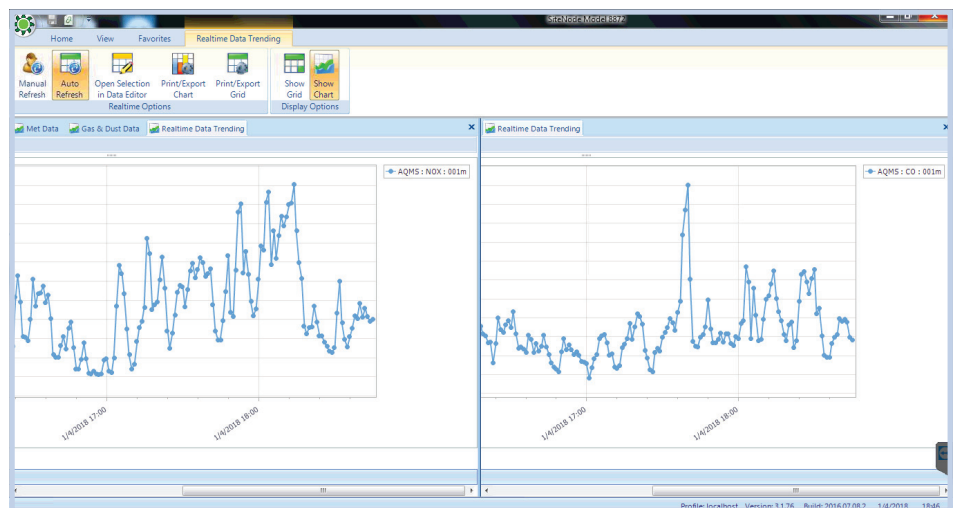 SiteNode Model 8872
Home View Favorites Realtime Data Trending
Manual Refresh
Auto Refresh
Open Selection in Data Editor
Print/Export Chart
Print/Export Grid
Show Grid
Show Chart
Realtime Options
Display Options
Met Data Gas & Dust Data Realtime Data Trending
AQMS : NOX : 001m
1/4/2018 17:00
1/4/2018 18:00
Realtime Data Trending
AQMS : CO : 001m
1/4/2018 17:00
1/4/2018 18:00
Profile: localhost Version: 3.1.76 Build: 2016.07.08.2 1/4/2018 18:46